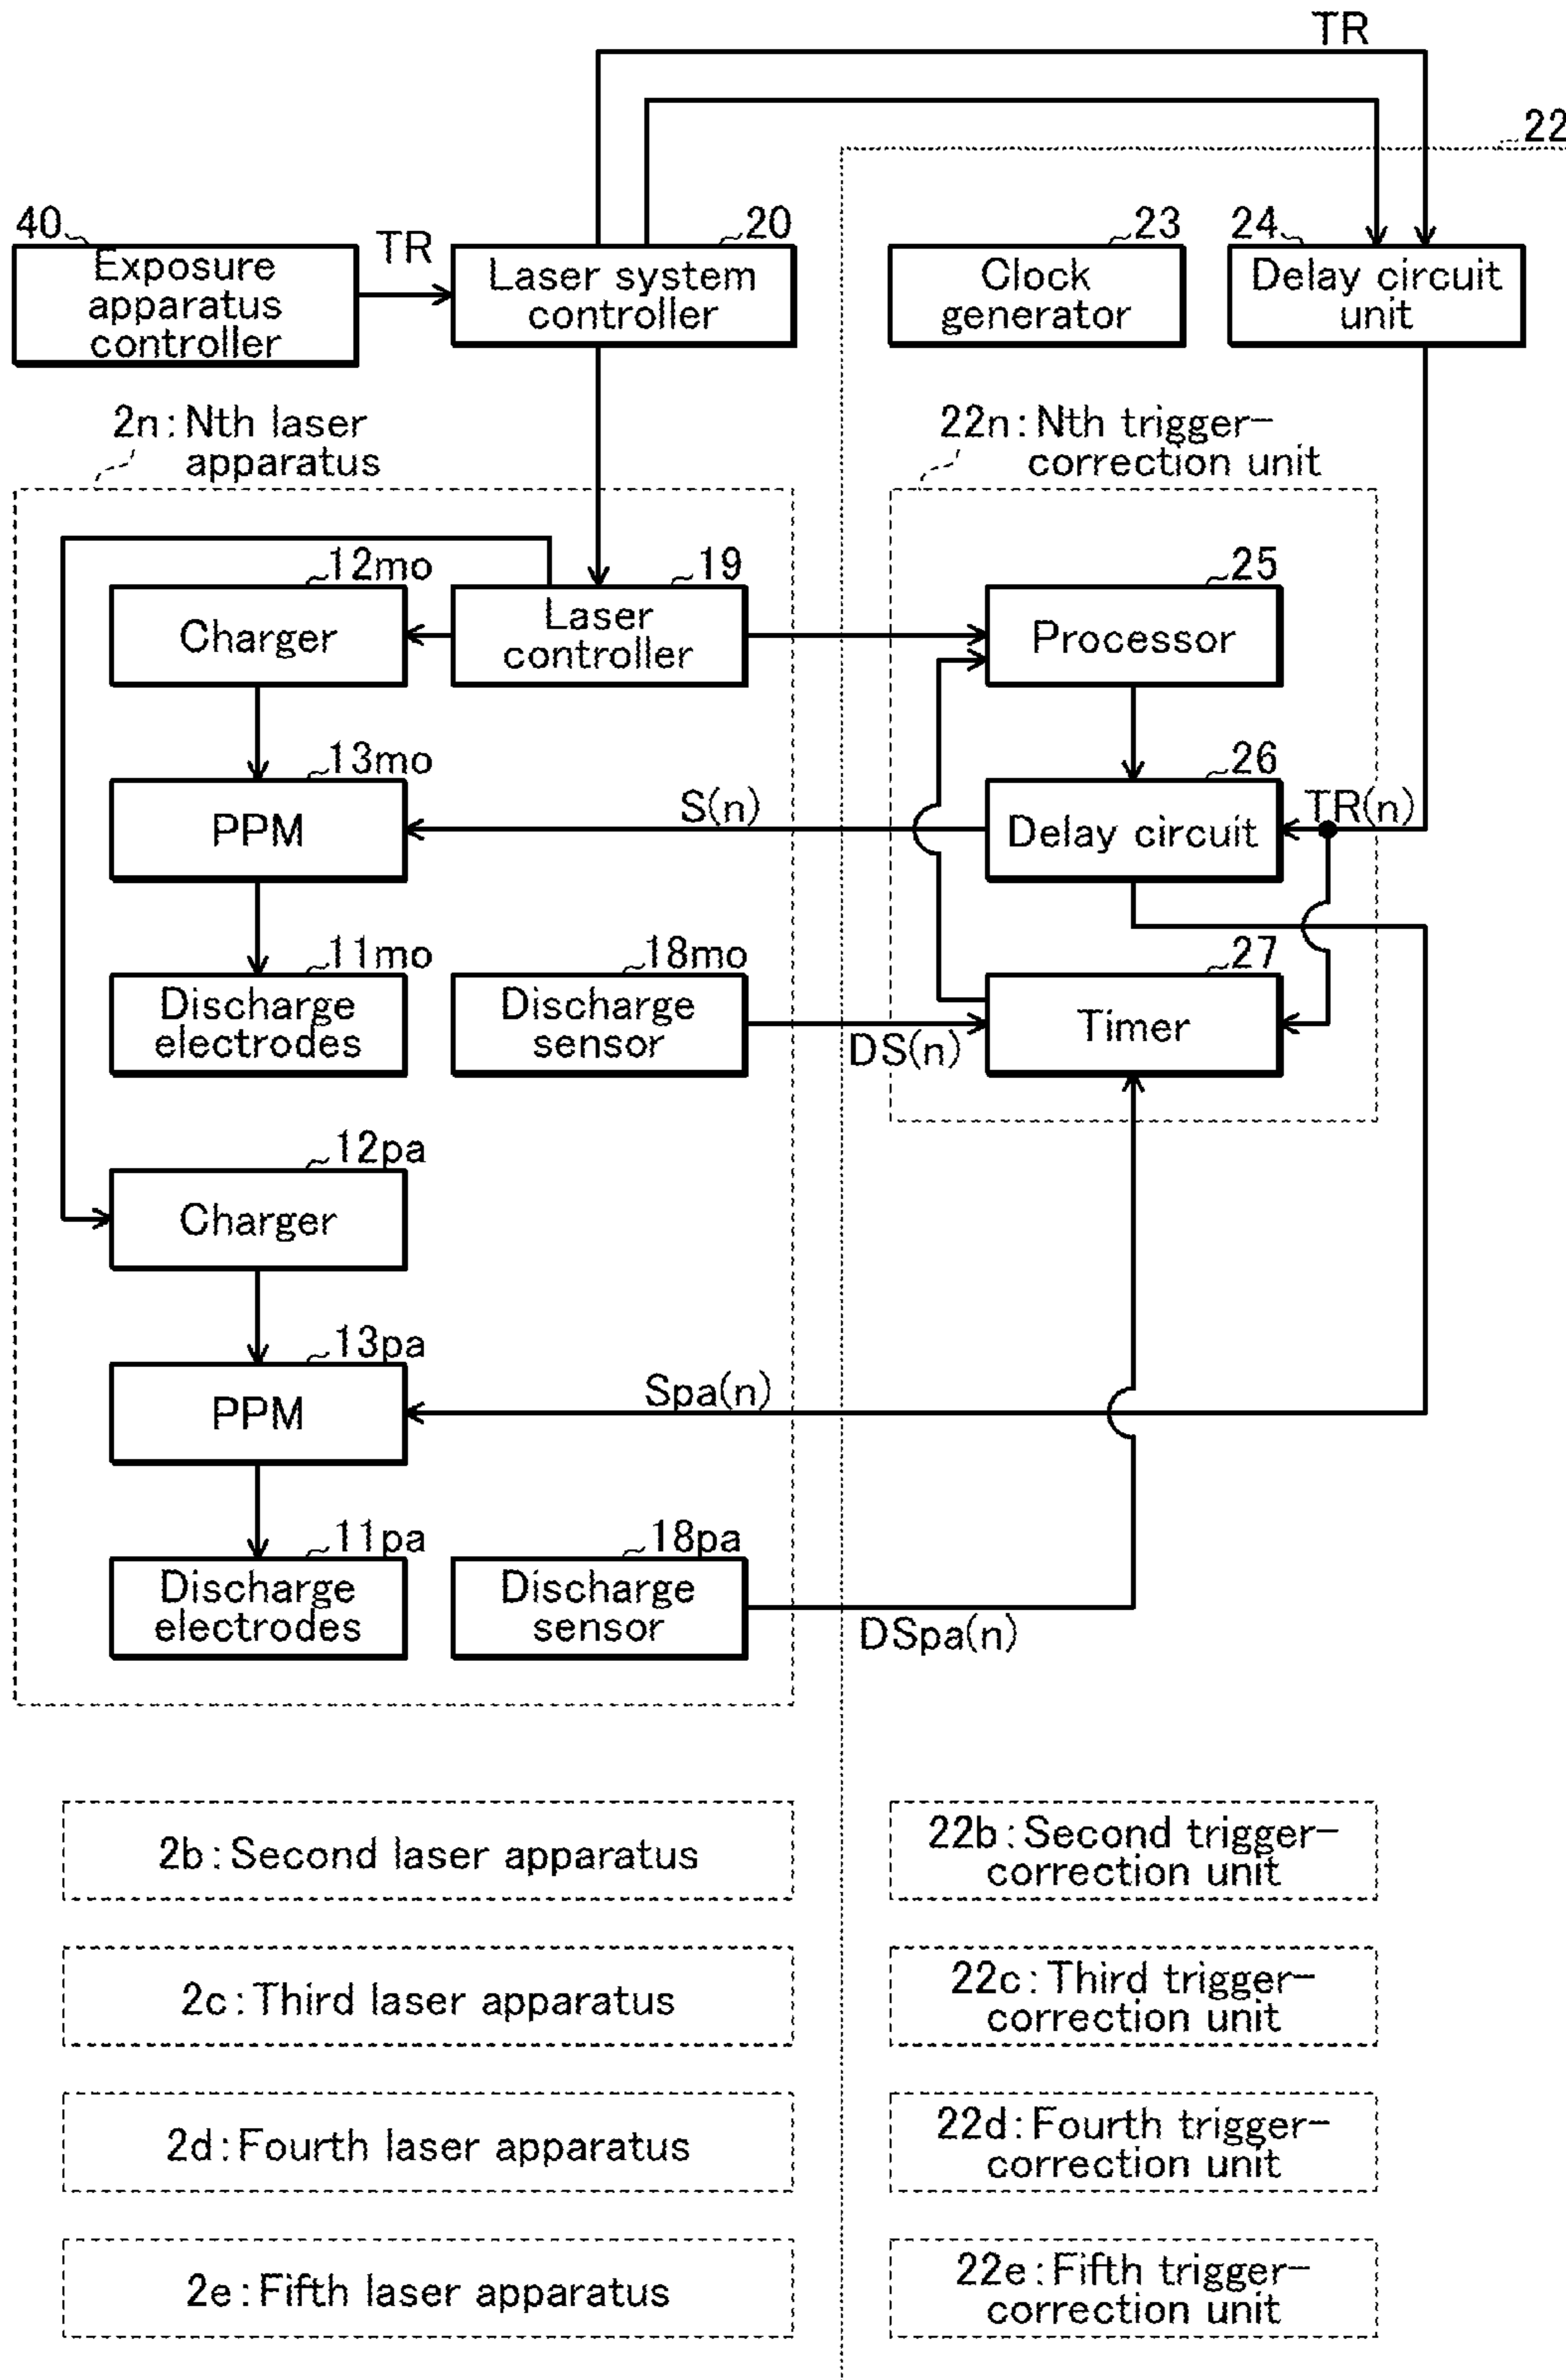 TR
22
40
TR
20
23
24
Exposure
apparatus
controller
Laser system
controller
Clock
generator
Delay circuit
unit
2n:Nth laser
apparatus
22n:Nth trigger-
correction unit
12mo
19
25
Charger
Laser
controller
Processor
13mo
26
S(n)
TR(n)
PPM
Delay circuit
11mo
18mo
27
Discharge
electrodes
Discharge
sensor
Timer
DS(n)
12pa
Charger
13pa
Spa(n)
PPM
11pa
18pa
Discharge
electrodes
Discharge
sensor
DSpa(n)
2b:Second laser apparatus
22b:Second trigger-
correction unit
2c:Third laser apparatus
22c:Third trigger-
correction unit
2d:Fourth laser apparatus
22d:Fourth trigger-
correction unit
2e:Fifth laser apparatus
22e:Fifth trigger-
correction unit